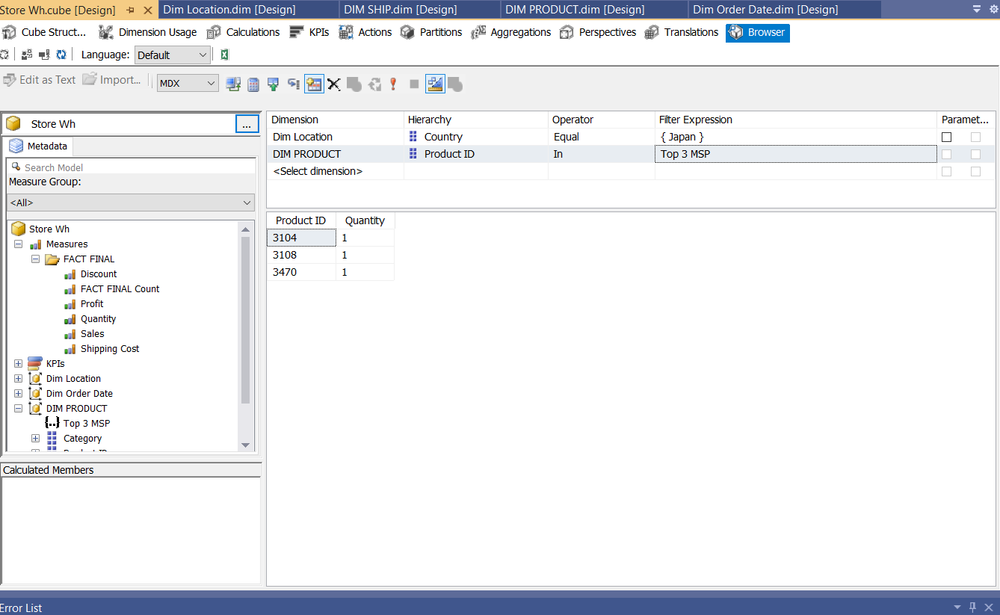 Store Wh.cube [Design] Dim Location.dim [Design] DIM SHIP.dim [Design] DIM PRODUCT.dim [Design] Dim Order Date.dim [Design]
Cube Struct... Dimension Usage Calculations KPIs Actions Partitions Aggregations Perspectives Translations Browser
Language: Default
Edit as Text Import... MDX
Store Wh ...
Metadata
Search Model
Measure Group:
<All>
Store Wh
Measures
FACT FINAL
Discount
FACT FINAL Count
Profit
Quantity
Sales
Shipping Cost
KPIs
Dim Location
Dim Order Date
DIM PRODUCT
Top 3 MSP
Category
Calculated Members
Dimension Hierarchy Operator Filter Expression Paramet...
Dim Location Country Equal { Japan }
DIM PRODUCT Product ID In Top 3 MSP
<Select dimension>
Product ID Quantity
3104 1
3108 1
3470 1
Error List